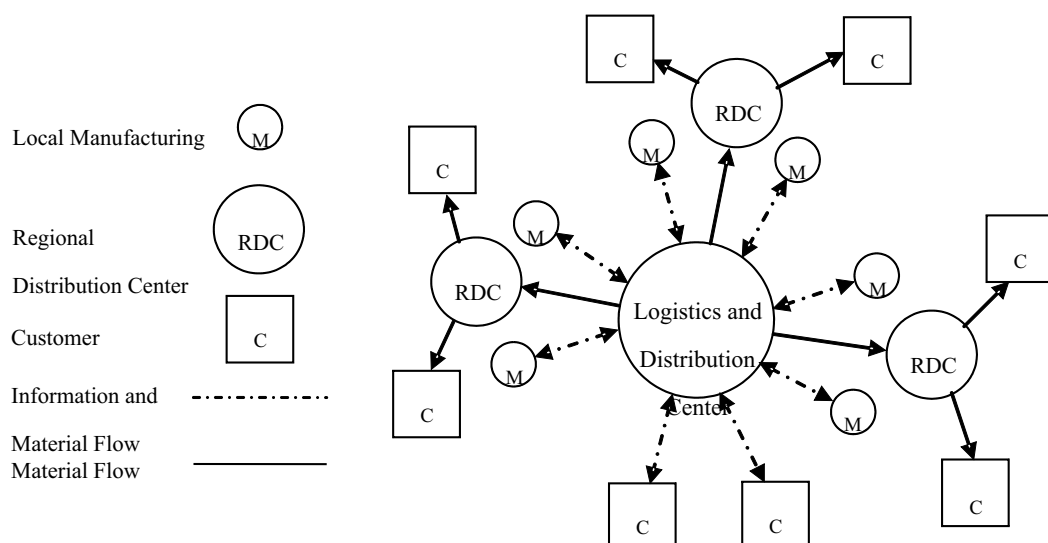 Local Manufacturing
M
Regional
RDC
Distribution Center
Customer
C
Information and
Material Flow
Material Flow
C
C
RDC
M
M
C
M
C
RDC
M
RDC
C
M
Logistics and
Distribution
Center
M
C
C
C
C